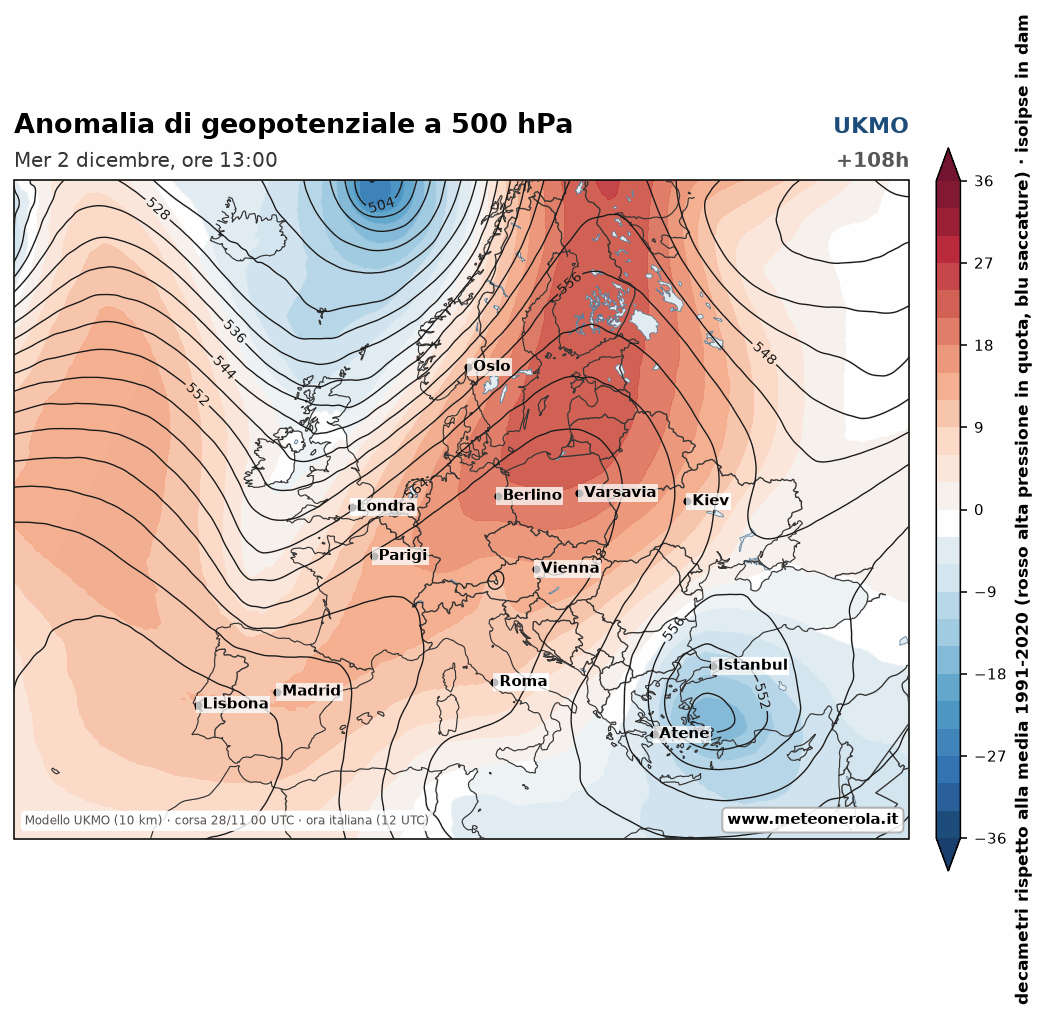 Anomalia di geopotenziale a 500 hPa
UKMO
Mer 2 dicembre, ore 13:00
+108h
504
528
536
544
552
556
548
564
556
552
Oslo
Londra
Berlino
Varsavia
Kiev
Parigi
Vienna
Istanbul
Roma
Madrid
Lisbona
Atene
Modello UKMO (10 km) · corsa 28/11 00 UTC · ora italiana (12 UTC)
www.meteonerola.it
36
27
18
9
0
−9
−18
−27
−36
decametri rispetto alla media 1991-2020 (rosso alta pressione in quota, blu saccature) · isoipse in dam